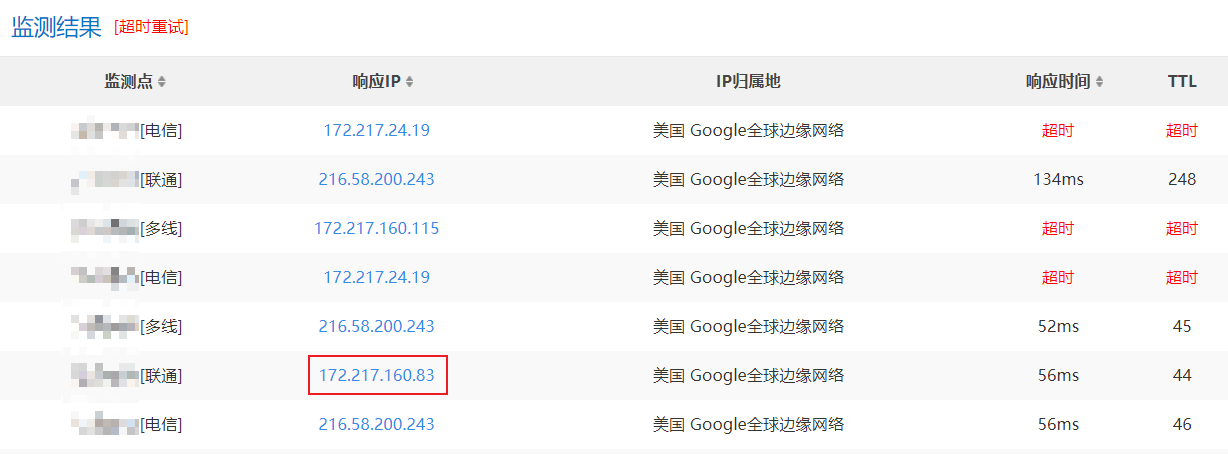 监测结果 [超时重试]
监测点 响应IP IP归属地 响应时间 TTL
[电信] 172.217.24.19 美国 Google全球边缘网络 超时 超时
[联通] 216.58.200.243 美国 Google全球边缘网络 134ms 248
[多线] 172.217.160.115 美国 Google全球边缘网络 超时 超时
[电信] 172.217.24.19 美国 Google全球边缘网络 超时 超时
[多线] 216.58.200.243 美国 Google全球边缘网络 52ms 45
[联通] 172.217.160.83 美国 Google全球边缘网络 56ms 44
[电信] 216.58.200.243 美国 Google全球边缘网络 56ms 46